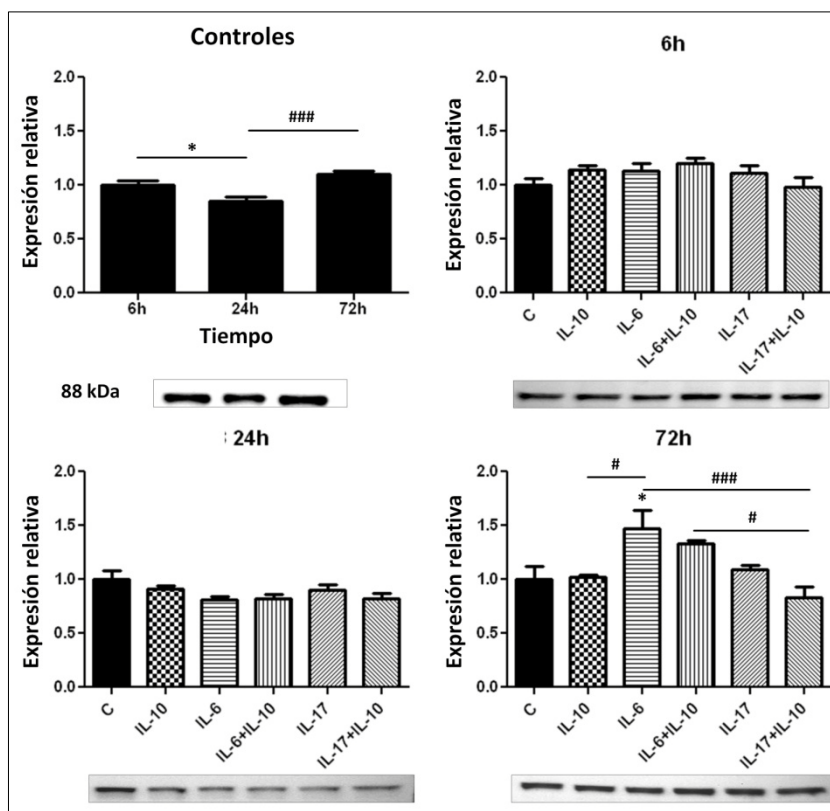 Controles
Expresión relativa
2.0
1.5
1.0
0.5
0.0
*
###
6h
24h
72h
Tiempo
88 kDa
6h
Expresión relativa
2.0
1.5
1.0
0.5
0.0
C
IL-10
IL-6
IL-6+IL-10
IL-17
IL-17+IL-10
24h
Expresión relativa
2.0
1.5
1.0
0.5
0.0
C
IL-10
IL-6
IL-6+IL-10
IL-17
IL-17+IL-10
72h
Expresión relativa
2.0
1.5
1.0
0.5
0.0
#
###
*
#
C
IL-10
IL-6
IL-6+IL-10
IL-17
IL-17+IL-10